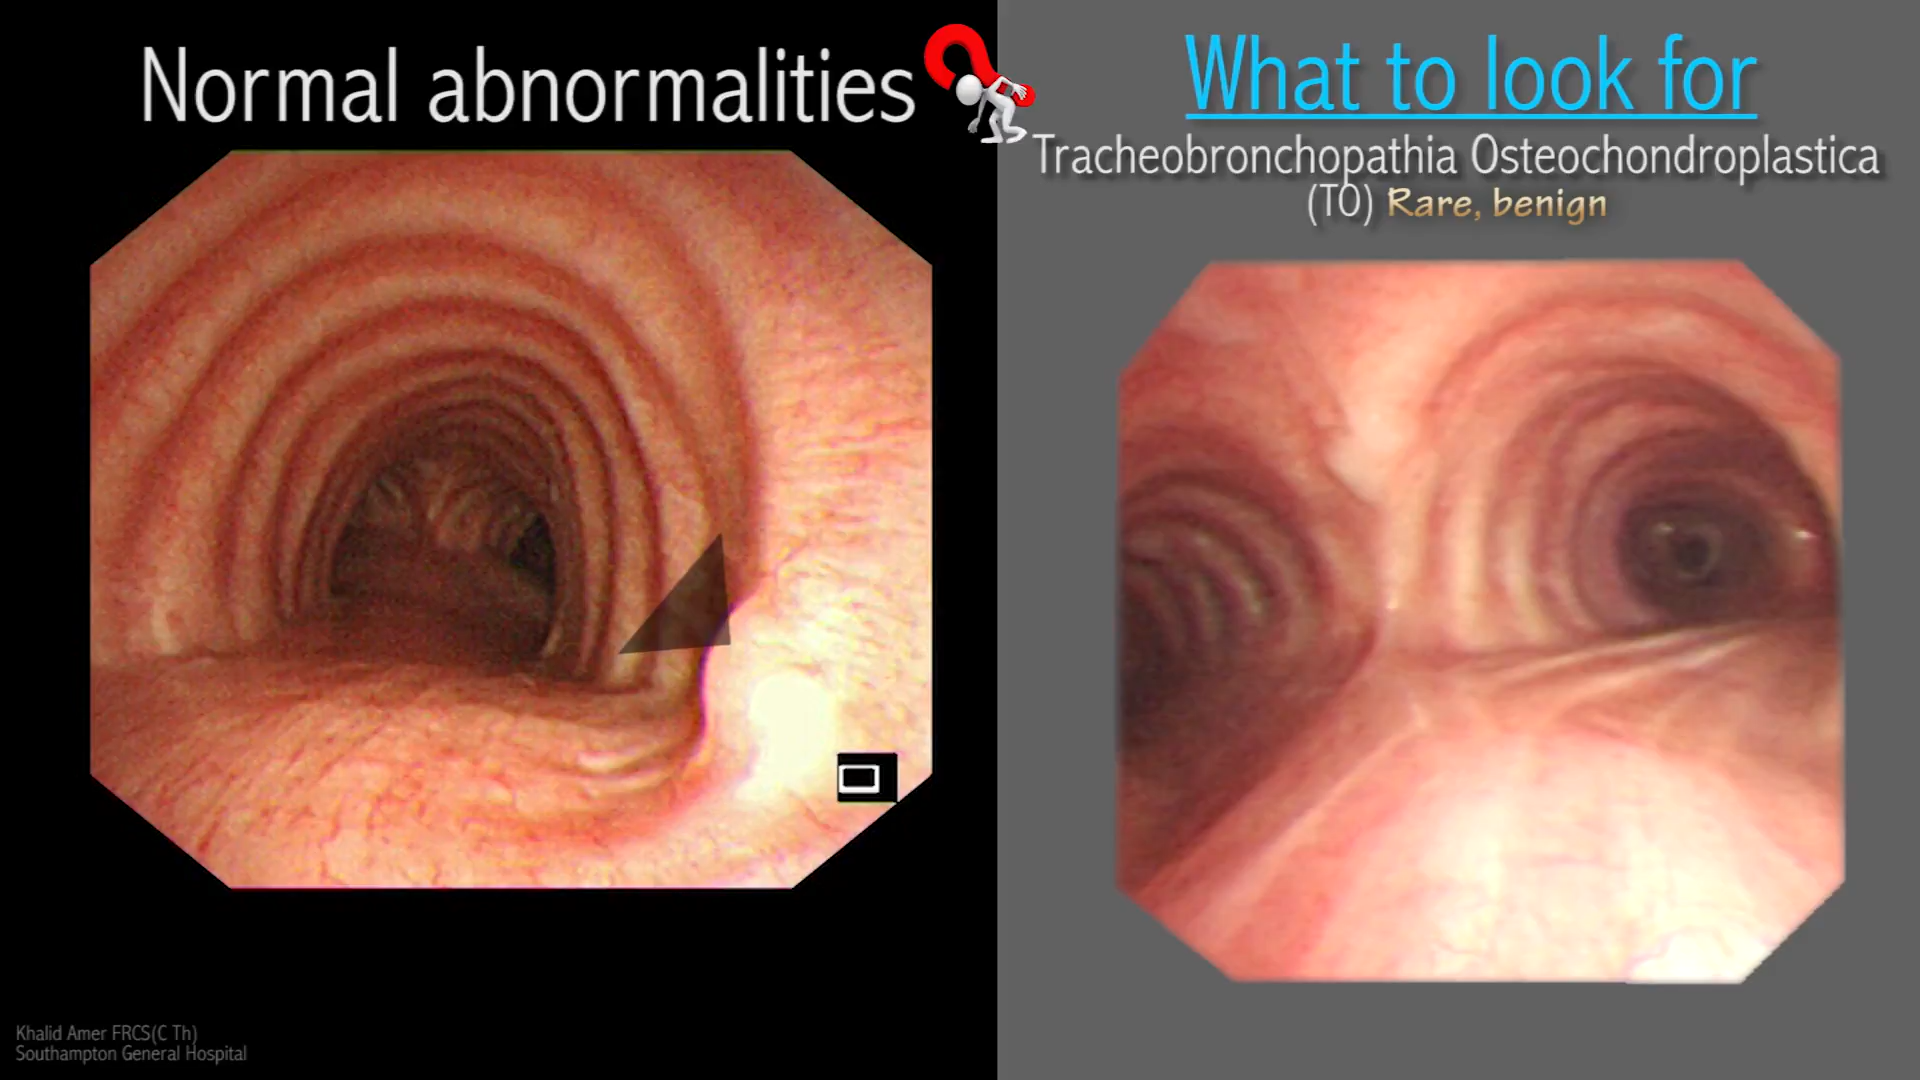 Normal abnormalities
What to look for
Tracheobronchopathia Osteochondroplastica
(TO) Rare, benign
Khalid Amer FRCS(C Th)
Southampton General Hospital